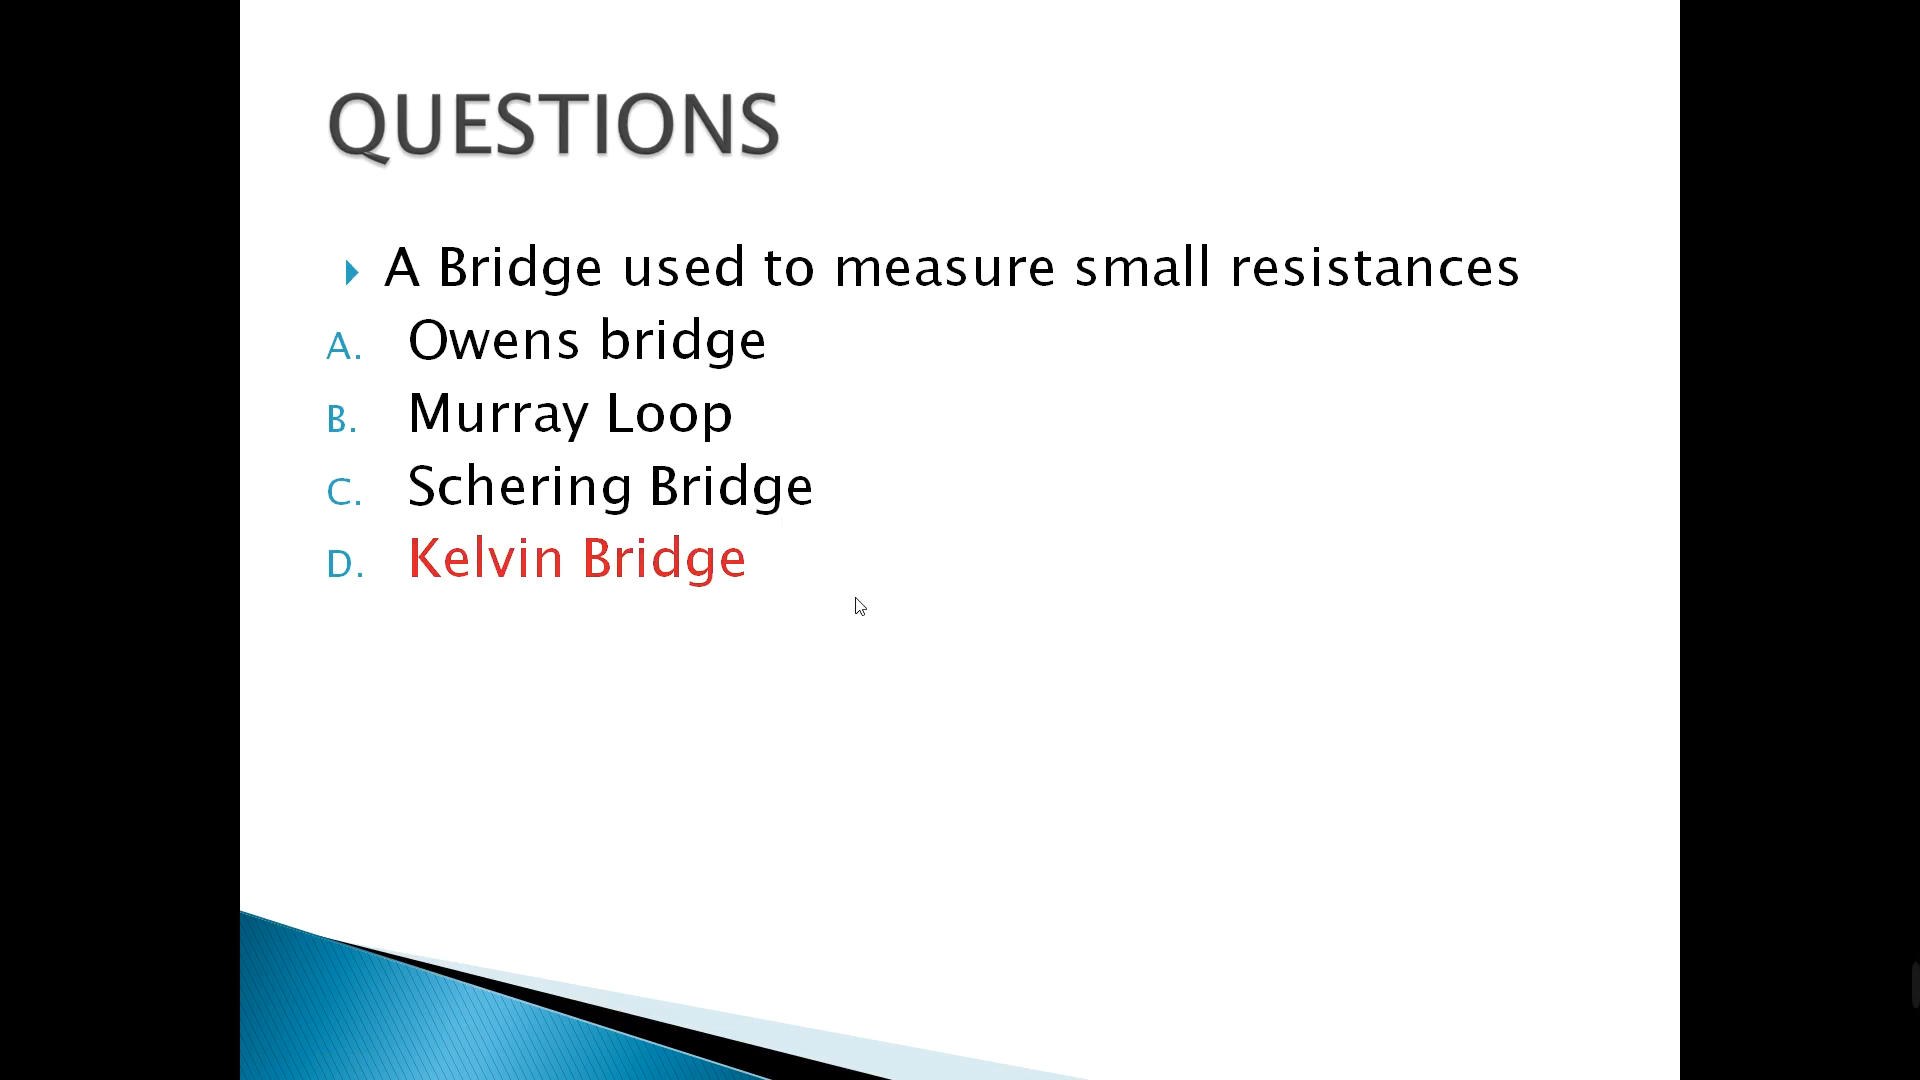 QUESTIONS
A Bridge used to measure small resistances
A. Owens bridge
B. Murray Loop
C. Schering Bridge
D. Kelvin Bridge